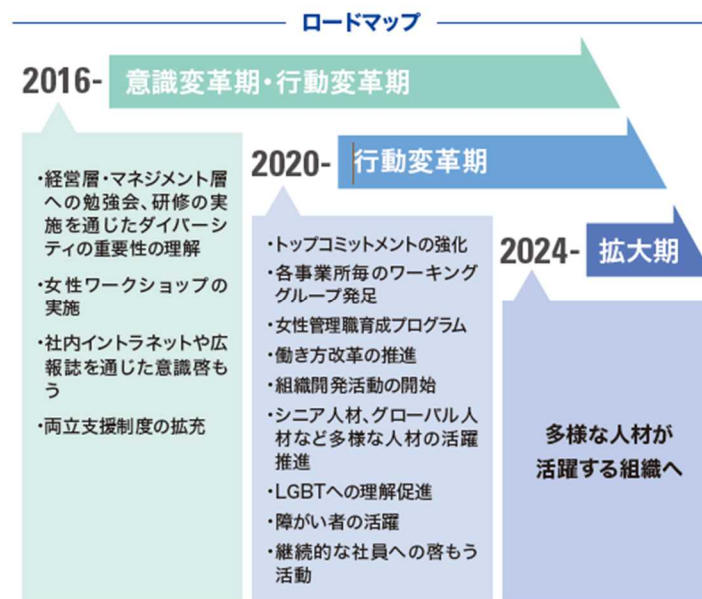 ロードマップ
2016-
意識変革期・行動変革期
・経営層・マネジメント層
への勉強会、研修の実
施を通じたダイバーシ
ティの重要性の理解
・女性ワークショップの
実施
・社内イントラネットや広
報誌を通じた意識啓も
う
・両立支援制度の拡充
2020-
行動変革期
・トップコミットメントの強化
・各事業所毎のワーキング
グループ発足
・女性管理職育成プログラム
・働き方改革の推進
・組織開発活動の開始
・シニア人材、グローバル人
材など多様な人材の活躍
推進
・LGBTへの理解促進
・障がい者の活躍
・継続的な社員への啓もう
活動
2024-
拡大期
多様な人材が
活躍する組織へ